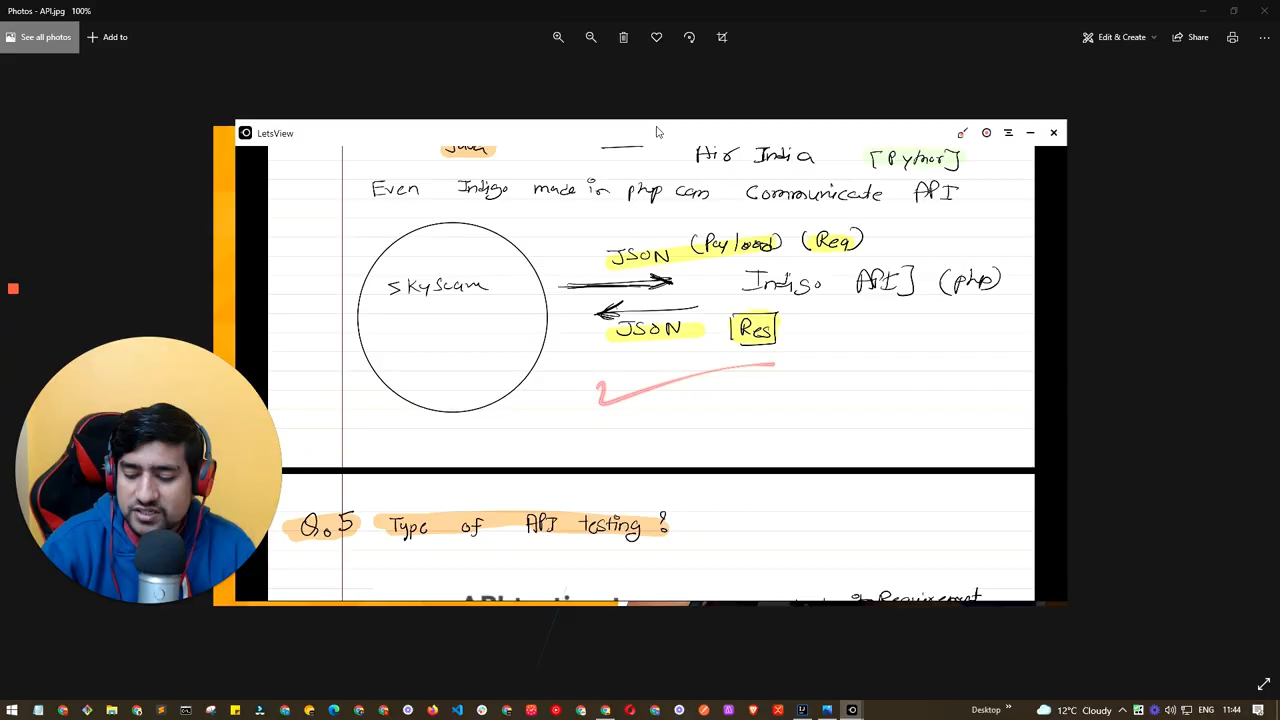 Photos - API.jpg 100%
See all photos
Add to
Edit & Create
Share
LetsView
Java
Air India [Python]
Even Indigo made in php can Communicate API
JSON (Payload) (Req)
skyscan
Indigo API] (php)
JSON Res
Q.5 Type of API testing?
Requirement
Desktop
12°C Cloudy
ENG
11:44